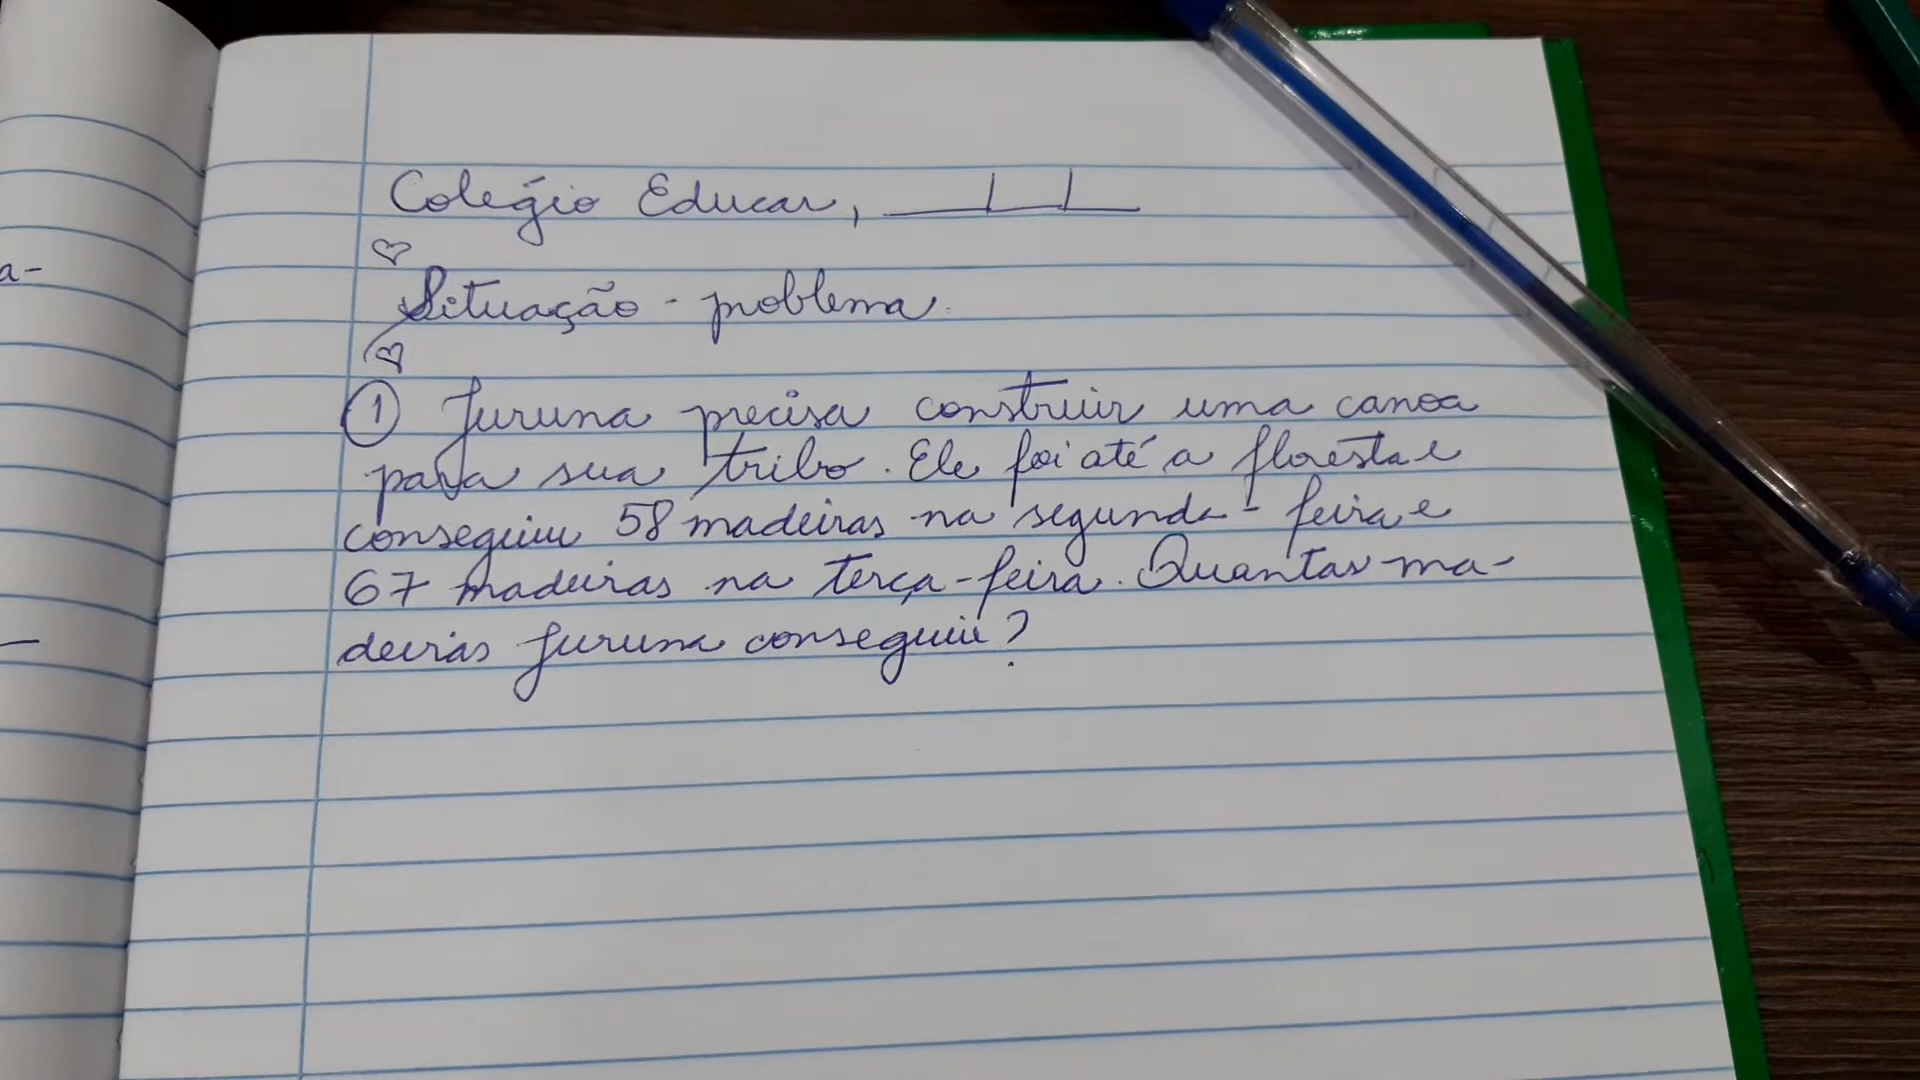 a-
Colégio Educar, __/__/__
Situação-problema.
① Juruna precisa construir uma canoa
para sua tribo. Ele foi até a floresta e
conseguiu 58 madeiras na segunda-feira e
67 madeiras na terça-feira. Quantas ma-
deiras Juruna conseguiu?